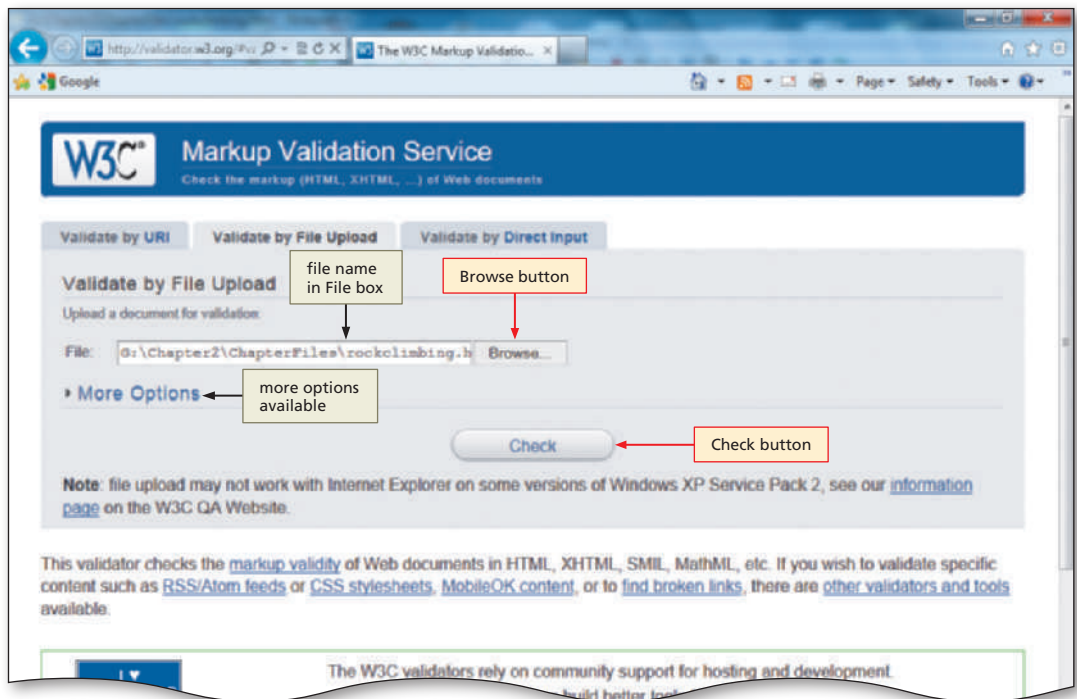 http://validator.w3.org/#v The W3C Markup Validatio... ×
Google Page Safety Tools
W3C® Markup Validation Service
Check the markup (HTML, XHTML, ...) of Web documents
Validate by URI Validate by File Upload Validate by Direct Input
file name
in File box
Browse button
Validate by File Upload
Upload a document for validation:
File: G:\Chapter2\ChapterFiles\rockclimbing.h Browse...
More Options
more options
available
Check
Check button
Note: file upload may not work with Internet Explorer on some versions of Windows XP Service Pack 2, see our information
page on the W3C QA Website.
This validator checks the markup validity of Web documents in HTML, XHTML, SMIL, MathML, etc. If you wish to validate specific
content such as RSS/Atom feeds or CSS stylesheets, MobileOK content, or to find broken links, there are other validators and tools
available.
I ♥
The W3C validators rely on community support for hosting and development.
build better